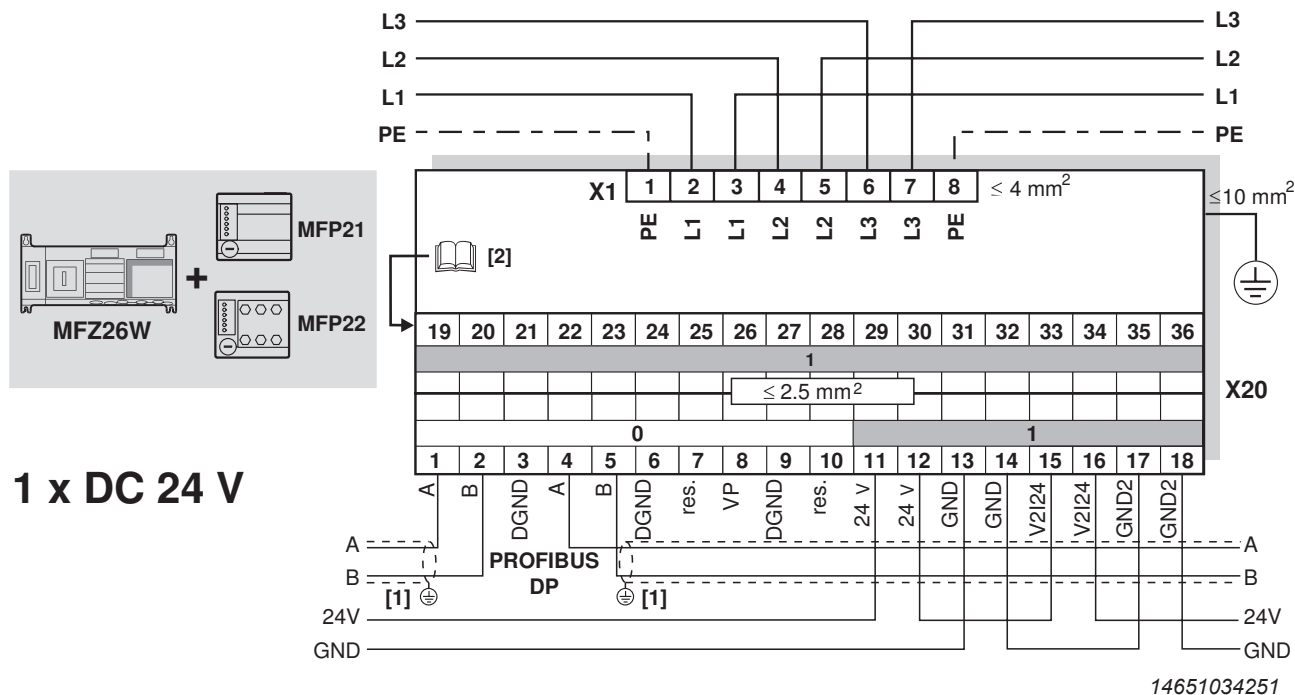 L3 L3
L2 L2
L1 L1
PE PE
X1 1 2 3 4 5 6 7 8 ≤ 4 mm²
≤10 mm²
PE L1 L1 L2 L2 L3 L3 PE
MFP21
[2]
+
MFZ26W
MFP22
19 20 21 22 23 24 25 26 27 28 29 30 31 32 33 34 35 36
1
≤ 2.5 mm²
X20
0 1
1 2 3 4 5 6 7 8 9 10 11 12 13 14 15 16 17 18
1 x DC 24 V
A B DGND A B DGND res. VP DGND res. 24 V 24 V GND GND V2I24 V2I24 GND2 GND2
A A
PROFIBUS
B B
DP
[1] [1]
24V 24V
GND GND
14651034251